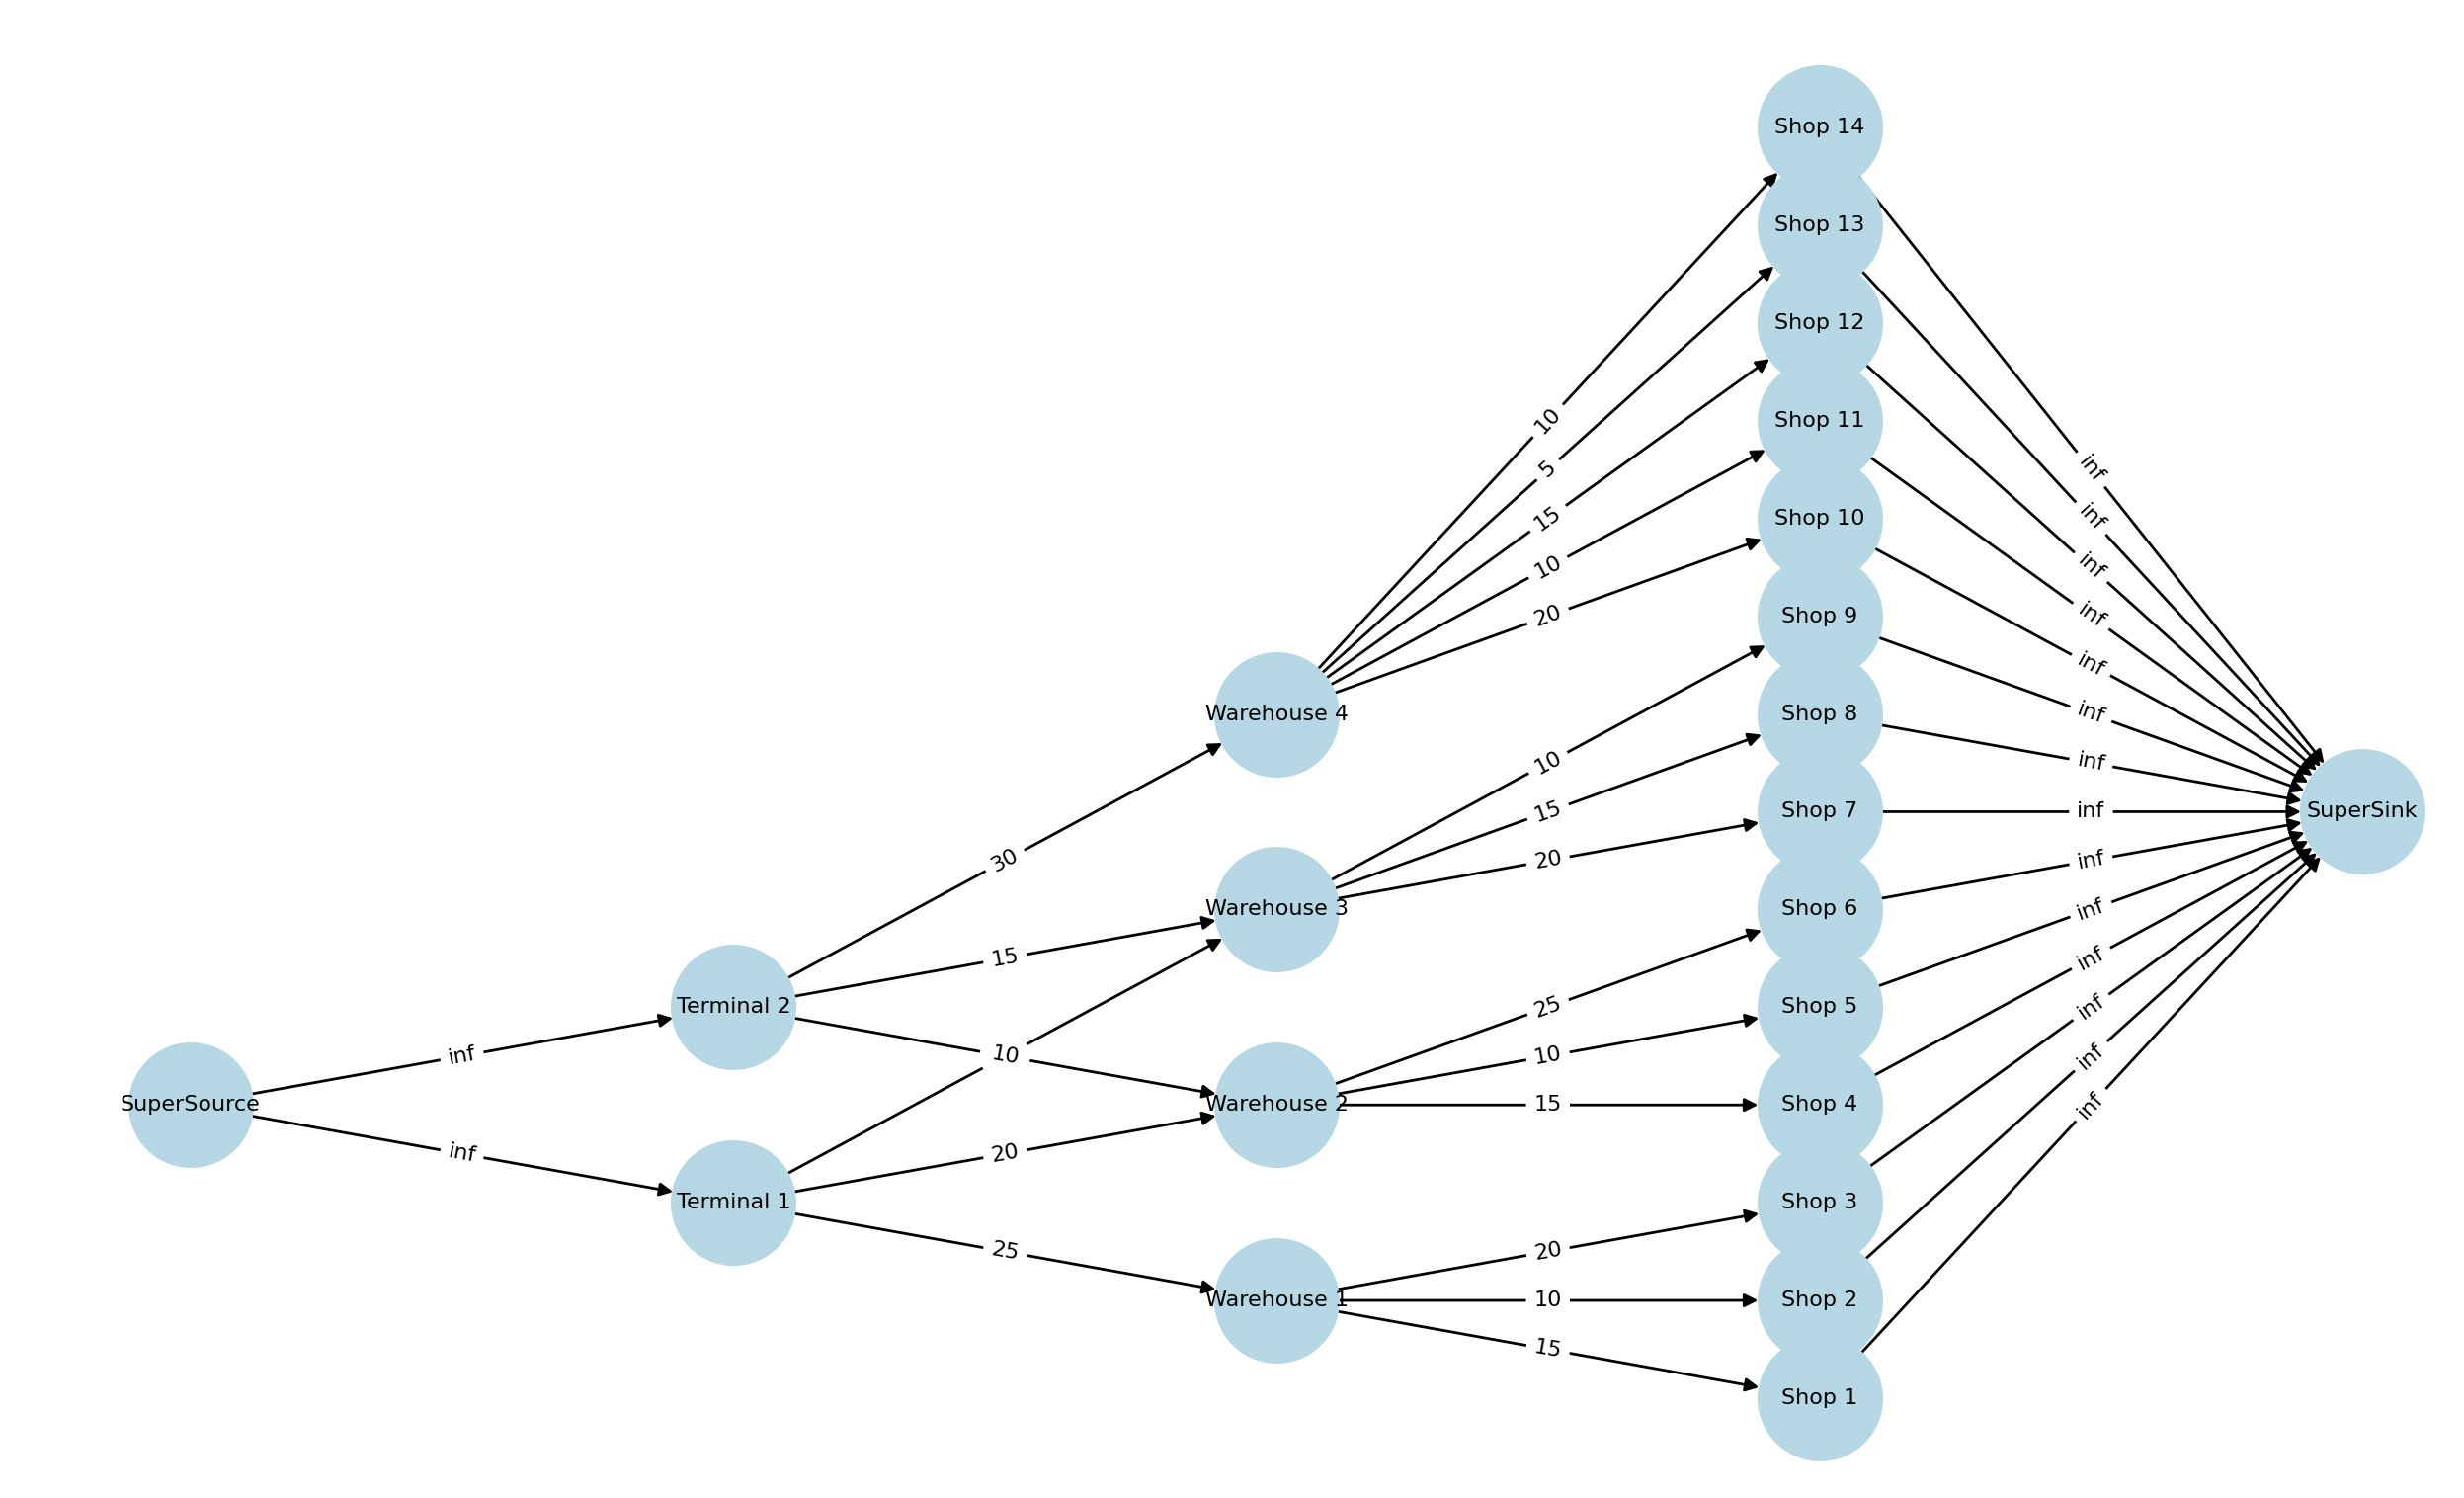 Shop 14
Shop 13
Shop 12
Shop 11
10
inf
5
inf
Shop 10
15
inf
10
inf
20
Shop 9
inf
inf
Warehouse 4
Shop 8
10
inf
15
Shop 7
inf
SuperSink
30
20
inf
Warehouse 3
Shop 6
inf
15
inf
Terminal 2
25
Shop 5
inf
inf
10
10
inf
SuperSource
Warehouse 2
15
Shop 4
inf
inf
20
Terminal 1
Shop 3
25
20
Warehouse 1
10
Shop 2
15
Shop 1